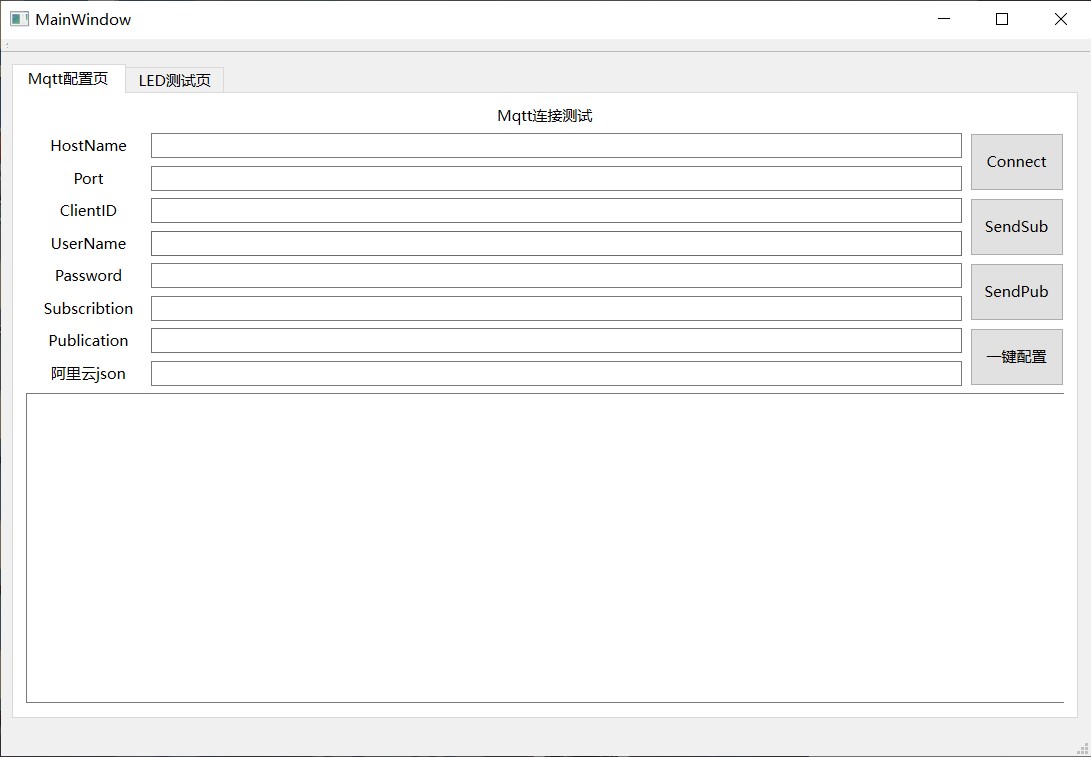 MainWindow
Mqtt配置页
LED测试页
Mqtt连接测试
HostName
Connect
Port
ClientID
SendSub
UserName
Password
SendPub
Subscribtion
Publication
一键配置
阿里云json